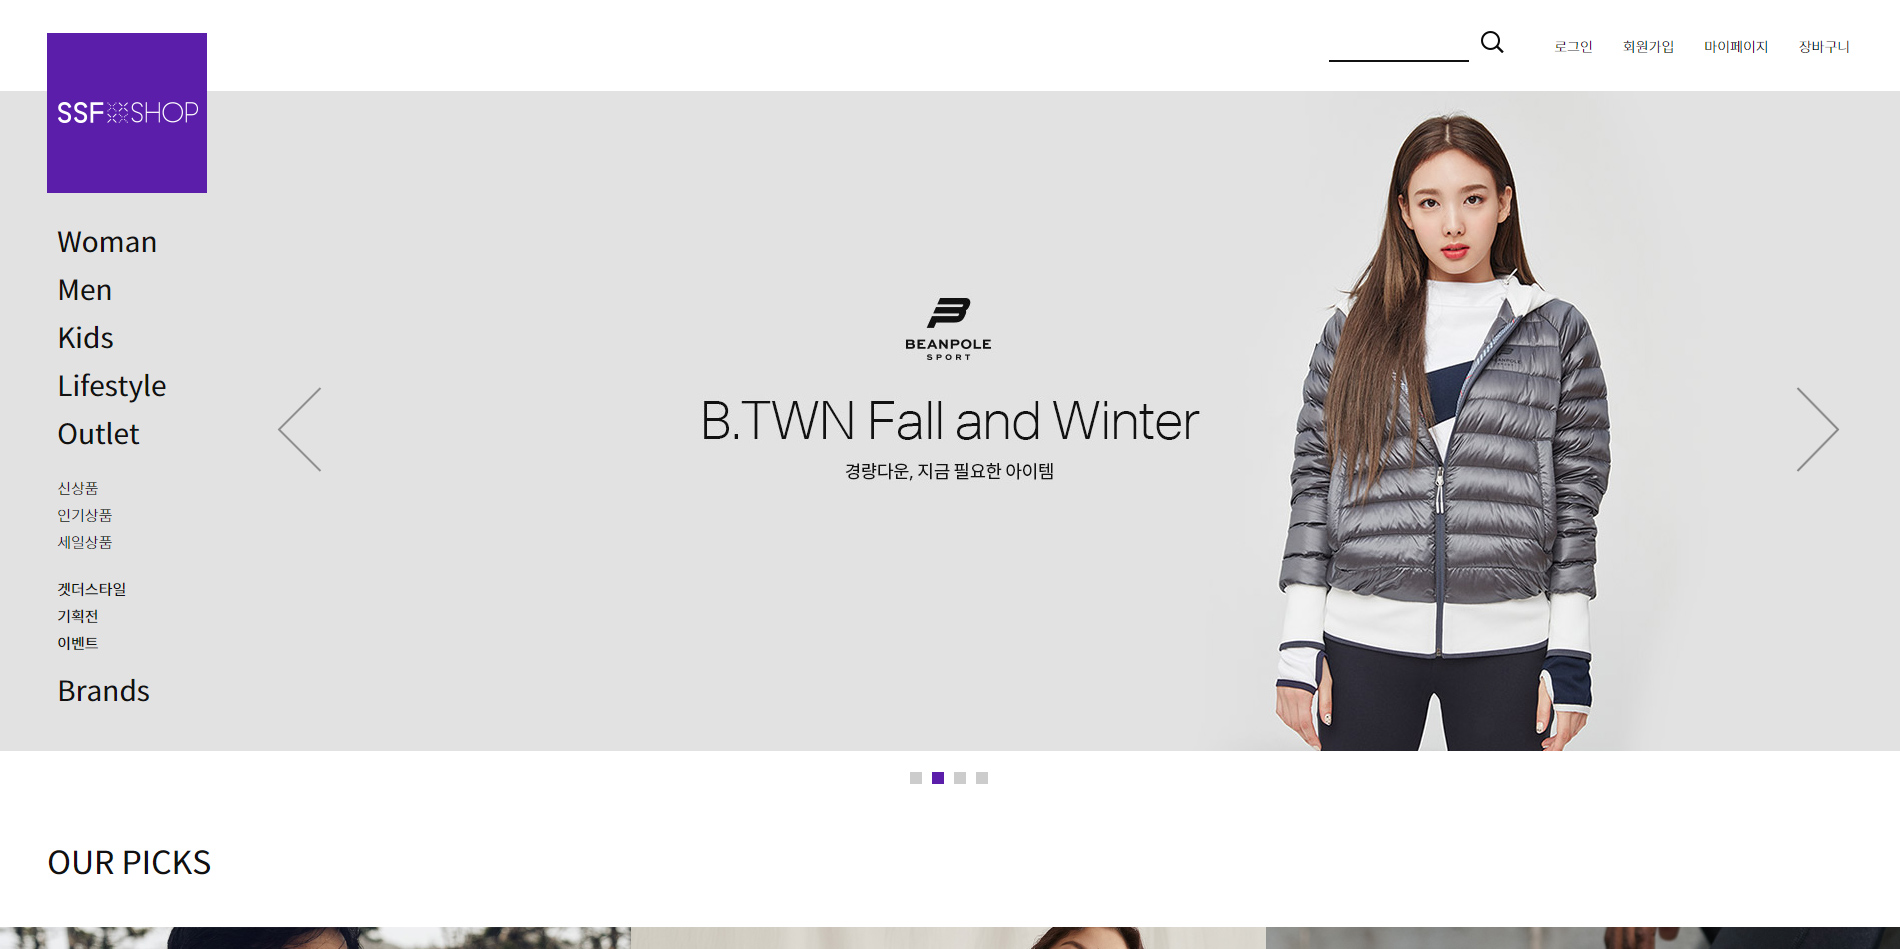 SSF SHOP
로그인 회원가입 마이페이지 장바구니
Woman
Men
Kids
Lifestyle
Outlet
신상품
인기상품
세일상품
겟더스타일
기획전
이벤트
Brands
BEANPOLE
SPORT
B.TWN Fall and Winter
경량다운, 지금 필요한 아이템
BEANPOLE
OUR PICKS